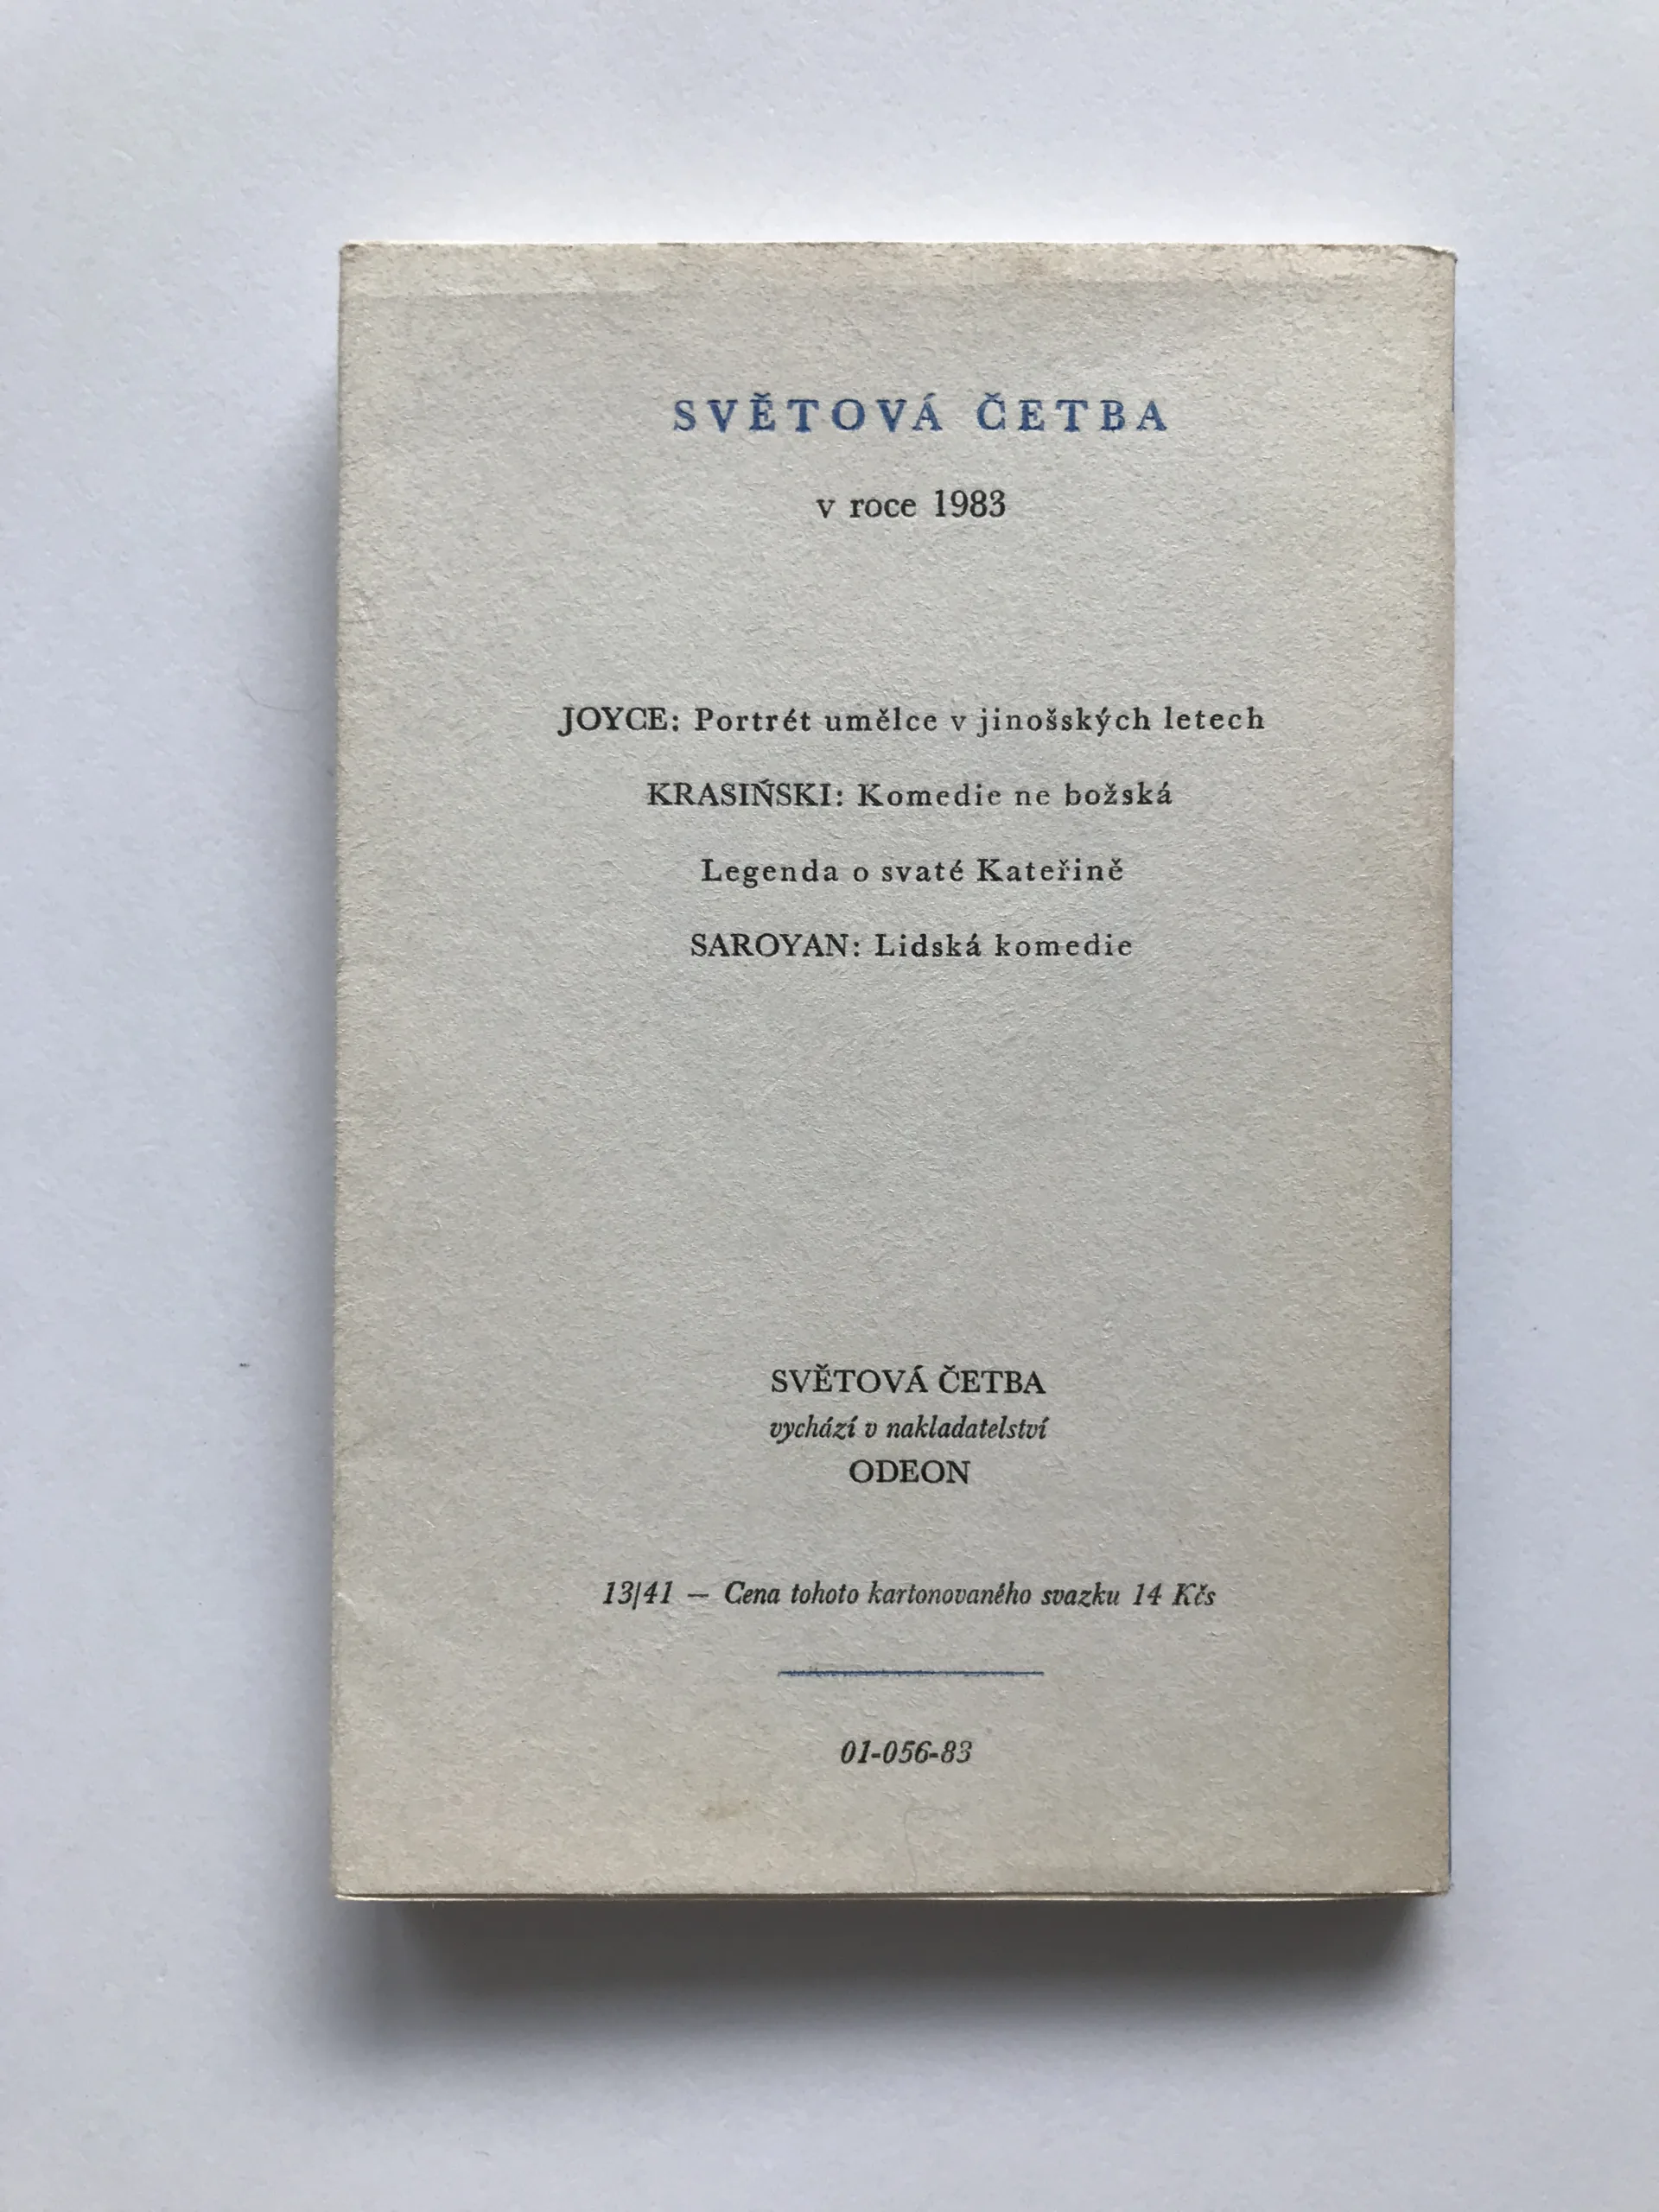 SVĚTOVÁ ČETBA
v roce 1983
JOYCE: Portrét umělce v jinošských letech
KRASIŃSKI: Komedie ne božská
Legenda o svaté Kateřině
SAROYAN: Lidská komedie
SVĚTOVÁ ČETBA
vychází v nakladatelství
ODEON
13/41 — Cena tohoto kartonovaného svazku 14 Kčs
01-056-83